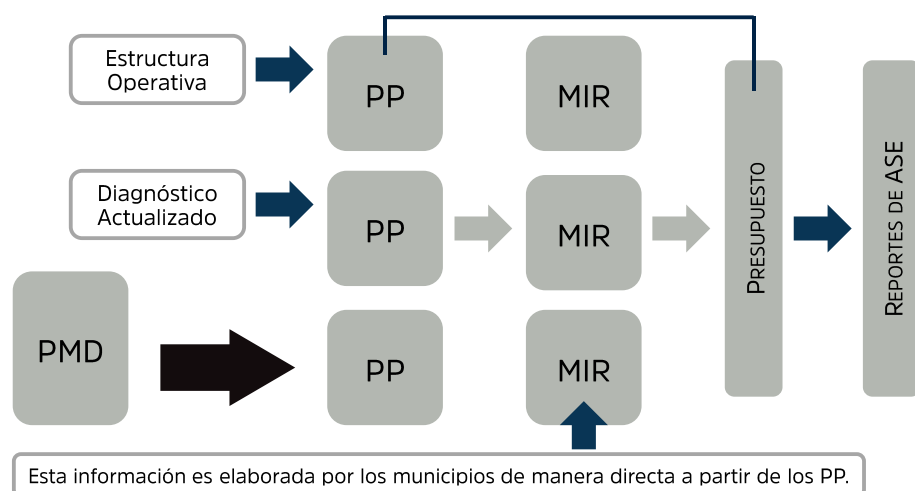 Estructura
Operativa
PP
MIR
Diagnóstico
Actualizado
PP
MIR
PRESUPUESTO
REPORTES DE ASE
PMD
PP
MIR
Esta información es elaborada por los municipios de manera directa a partir de los PP.